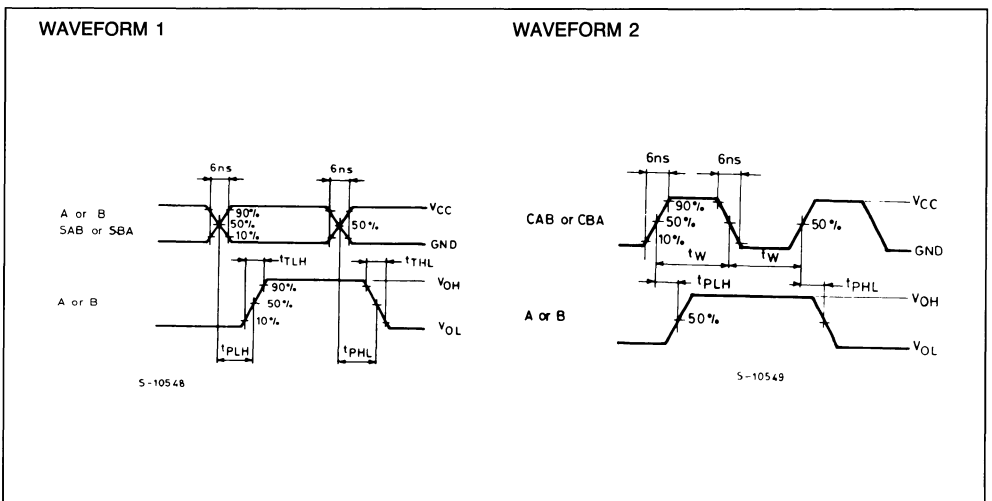 WAVEFORM 1
6ns 6ns
A or B
SAB or SBA
90%
50%
10%
50%
VCC
GND
tTLH
tTHL
A or B
90%
50%
10%
VOH
VOL
tPLH
tPHL
S-10548
WAVEFORM 2
6ns 6ns
CAB or CBA
90%
50%
10%
50%
VCC
GND
tW
tW
tPLH
tPHL
A or B
50%
VOH
VOL
S-10549